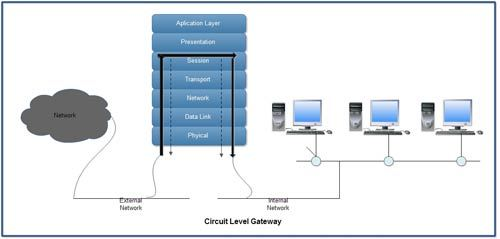 Aplication Layer
Presentation
Session
Transport
Network
Data Link
Phyical
Network
External
Network
Internal
Network
Circuit Level Gateway